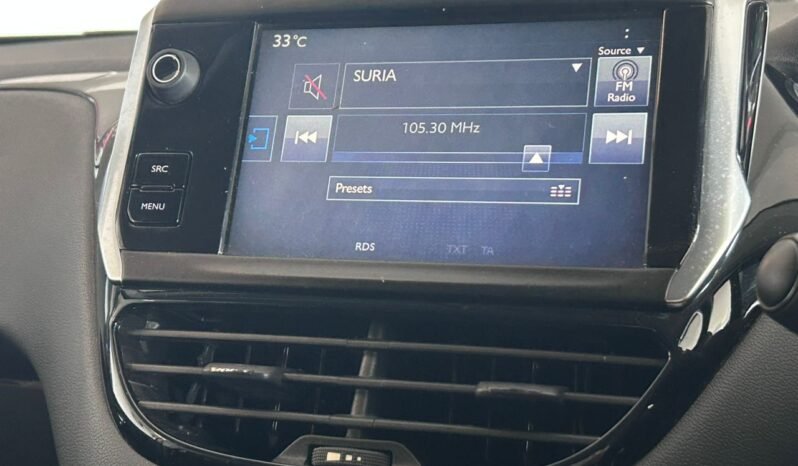 33°C
Source
SURIA
FM
Radio
105.30 MHz
SRC
Presets
MENU
RDS
TXT TA